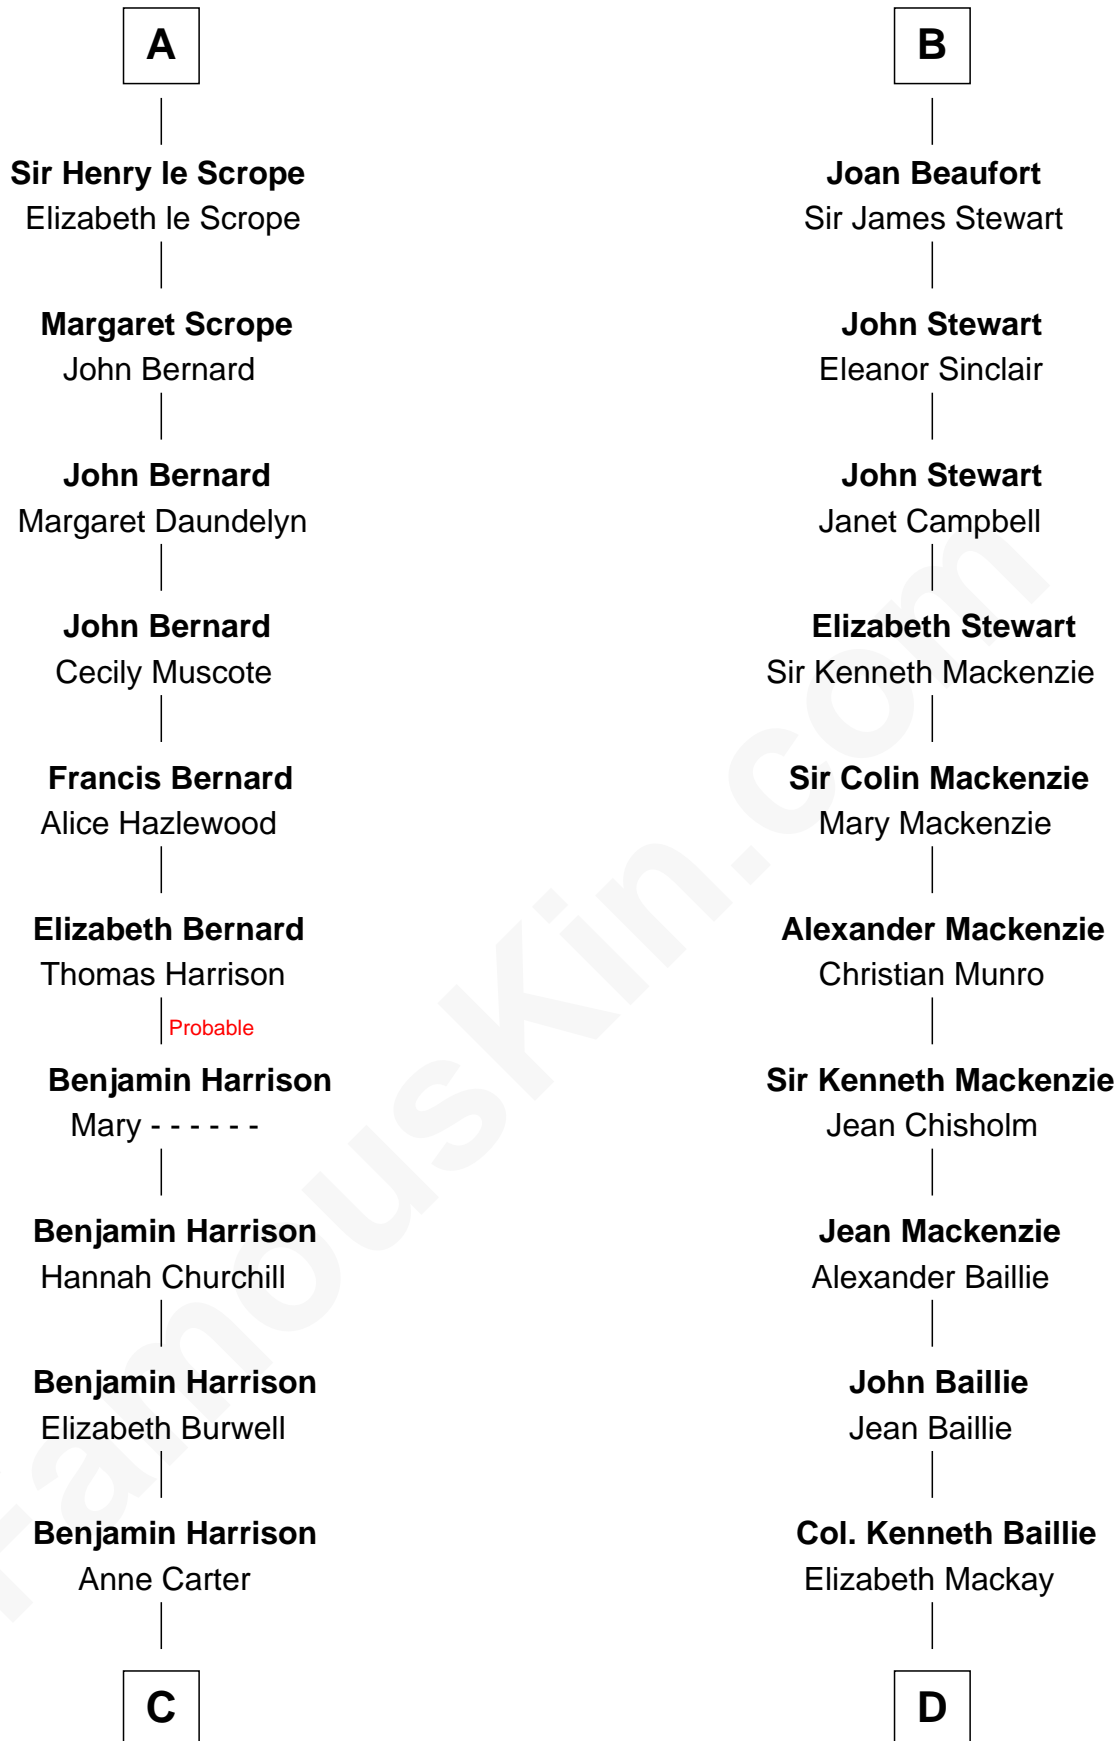 A
Sir Henry le Scrope
Elizabeth le Scrope
Margaret Scrope
John Bernard
John Bernard
Margaret Daundelyn
John Bernard
Cecily Muscote
Francis Bernard
Alice Hazlewood
Elizabeth Bernard
Thomas Harrison
Probable
Benjamin Harrison
Mary - - - - - -
Benjamin Harrison
Hannah Churchill
Benjamin Harrison
Elizabeth Burwell
Benjamin Harrison
Anne Carter
C
B
Joan Beaufort
Sir James Stewart
John Stewart
Eleanor Sinclair
John Stewart
Janet Campbell
Elizabeth Stewart
Sir Kenneth Mackenzie
Sir Colin Mackenzie
Mary Mackenzie
Alexander Mackenzie
Christian Munro
Sir Kenneth Mackenzie
Jean Chisholm
Jean Mackenzie
Alexander Baillie
John Baillie
Jean Baillie
Col. Kenneth Baillie
Elizabeth Mackay
D
FamousKin.com